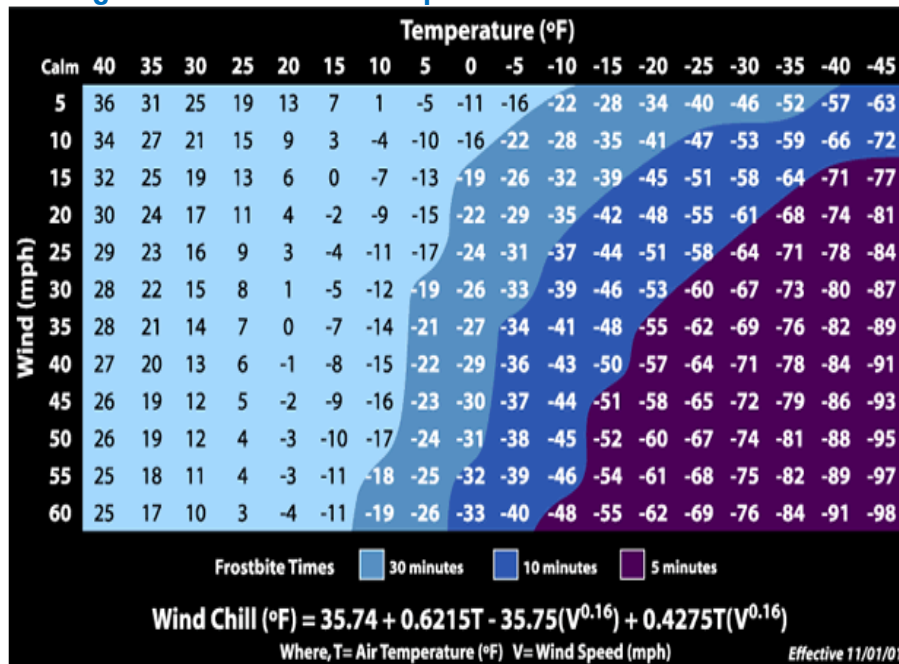 Temperature (ºF)
Calm 40 35 30 25 20 15 10 5 0 -5 -10 -15 -20 -25 -30 -35 -40 -45
5 36 31 25 19 13 7 1 -5 -11 -16 -22 -28 -34 -40 -46 -52 -57 -63
10 34 27 21 15 9 3 -4 -10 -16 -22 -28 -35 -41 -47 -53 -59 -66 -72
15 32 25 19 13 6 0 -7 -13 -19 -26 -32 -39 -45 -51 -58 -64 -71 -77
20 30 24 17 11 4 -2 -9 -15 -22 -29 -35 -42 -48 -55 -61 -68 -74 -81
25 29 23 16 9 3 -4 -11 -17 -24 -31 -37 -44 -51 -58 -64 -71 -78 -84
30 28 22 15 8 1 -5 -12 -19 -26 -33 -39 -46 -53 -60 -67 -73 -80 -87
35 28 21 14 7 0 -7 -14 -21 -27 -34 -41 -48 -55 -62 -69 -76 -82 -89
40 27 20 13 6 -1 -8 -15 -22 -29 -36 -43 -50 -57 -64 -71 -78 -84 -91
45 26 19 12 5 -2 -9 -16 -23 -30 -37 -44 -51 -58 -65 -72 -79 -86 -93
50 26 19 12 4 -3 -10 -17 -24 -31 -38 -45 -52 -60 -67 -74 -81 -88 -95
55 25 18 11 4 -3 -11 -18 -25 -32 -39 -46 -54 -61 -68 -75 -82 -89 -97
60 25 17 10 3 -4 -11 -19 -26 -33 -40 -48 -55 -62 -69 -76 -84 -91 -98
Wind (mph)
Frostbite Times 30 minutes 10 minutes 5 minutes
Wind Chill (ºF) = 35.74 + 0.6215T - 35.75(V0.16) + 0.4275T(V0.16)
Where, T= Air Temperature (ºF) V= Wind Speed (mph) Effective 11/01/01